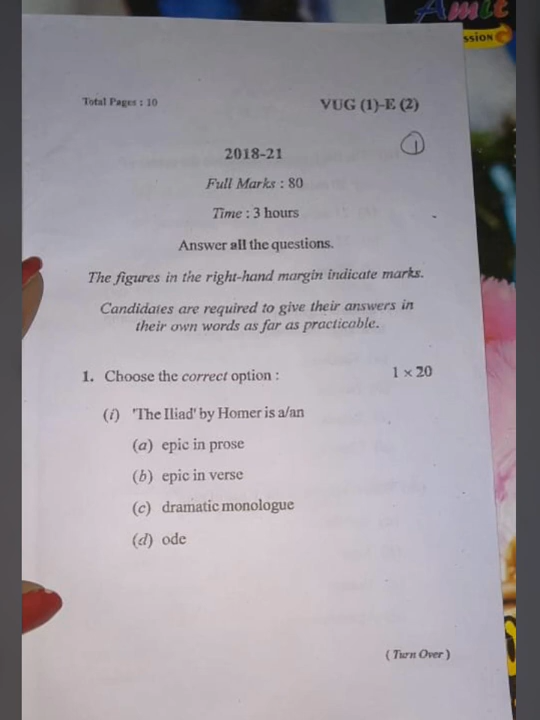 Amit
SSION
Total Pages : 10
VUG (1)-E (2)
1
2018-21
Full Marks : 80
Time : 3 hours
Answer all the questions.
The figures in the right-hand margin indicate marks.
Candidates are required to give their answers in
their own words as far as practicable.
1. Choose the correct option : 1 × 20
(i) 'The Iliad' by Homer is a/an
(a) epic in prose
(b) epic in verse
(c) dramatic monologue
(d) ode
( Turn Over )